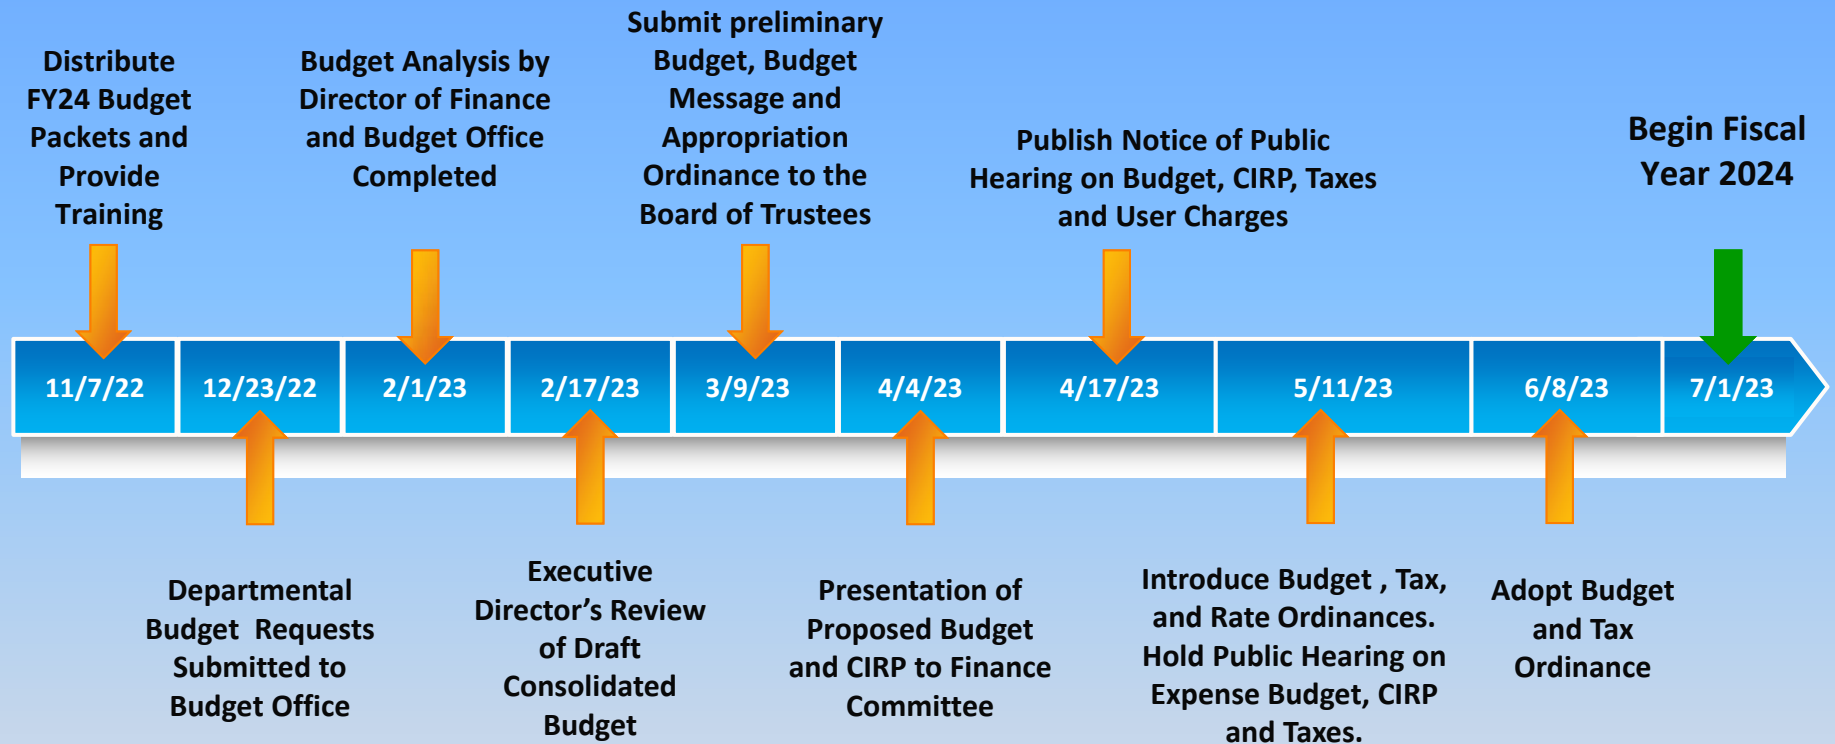 Distribute
FY24 Budget
Packets and
Provide
Training
Budget Analysis by
Director of Finance
and Budget Office
Completed
Submit preliminary
Budget, Budget
Message and
Appropriation
Ordinance to the
Board of Trustees
Publish Notice of Public
Hearing on Budget, CIRP, Taxes
and User Charges
Begin Fiscal
Year 2024
11/7/22
12/23/22
2/1/23
2/17/23
3/9/23
4/4/23
4/17/23
5/11/23
6/8/23
7/1/23
Departmental
Budget  Requests
Submitted to
Budget Office
Executive
Director’s Review
of Draft
Consolidated
Budget
Presentation of
Proposed Budget
and CIRP to Finance
Committee
Introduce Budget , Tax,
and Rate Ordinances.
Hold Public Hearing on
Expense Budget, CIRP
and Taxes.
Adopt Budget
and Tax
Ordinance